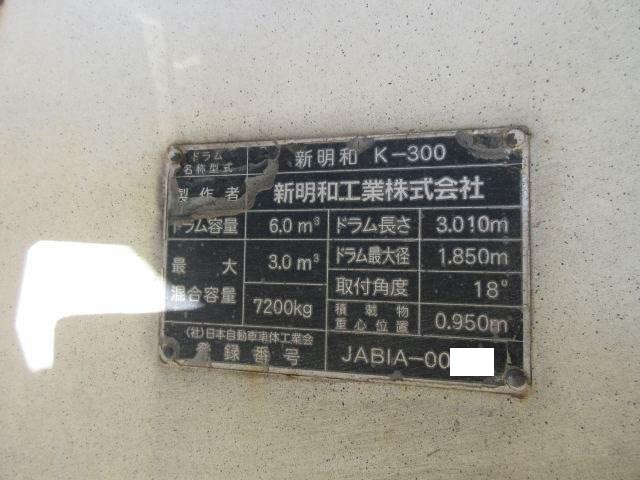 ドラム
名称型式 新明和 K-300
製作者 新明和工業株式会社
ドラム容量 6.0m³ ドラム長さ 3.010m
最大
混合容量 3.0m³ ドラム最大径 1.850m
7200kg 取付角度 18°
積載物
重心位置 0.950m
(社)日本自動車車体工業会
登録番号 JABIA-00